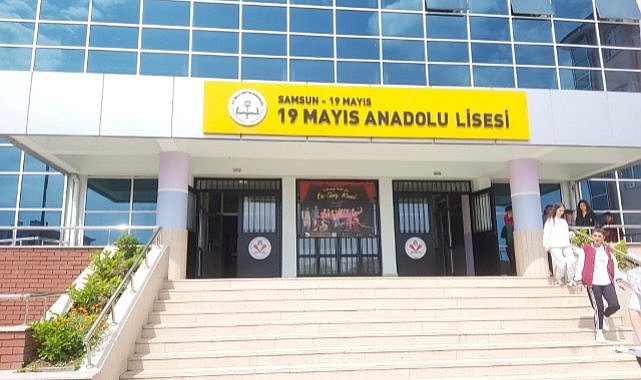 SAMSUN - 19 MAYIS
19 MAYIS ANADOLU LİSESİ